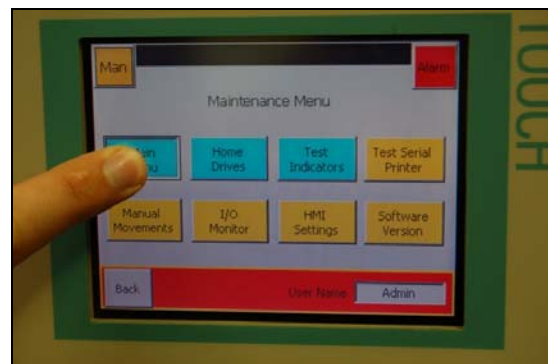 Man
Alarm
Maintenance Menu
Home
Drives
Test
Indicators
Test Serial
Printer
Manual
Movements
I/O
Monitor
HMI
Settings
Software
Version
Back
User Name
Admin
TOUCH